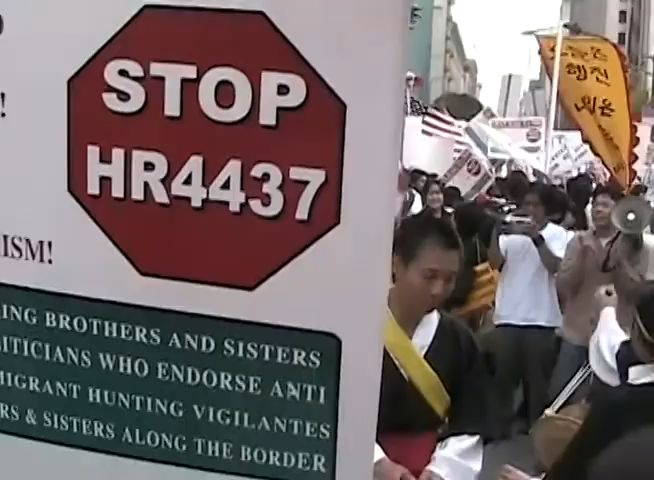 !
STOP
HR4437
ISM!
ING BROTHERS AND SISTERS
ITICIANS WHO ENDORSE ANTI
MIGRANT HUNTING VIGILANTES
RS & SISTERS ALONG THE BORDER
행진